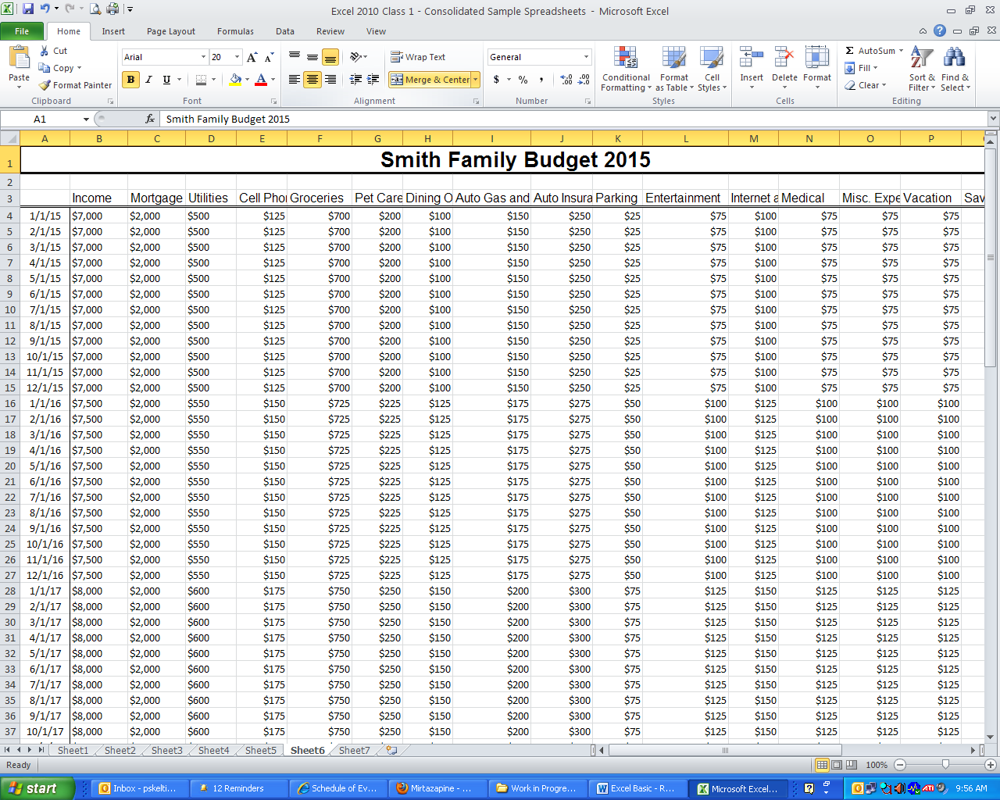 Excel 2010 Class 1 - Consolidated Sample Spreadsheets - Microsoft Excel
File Home Insert Page Layout Formulas Data Review View
Paste Cut Copy Format Painter Arial 20 Wrap Text Merge & Center General Conditional Formatting Format as Table Cell Styles Insert Delete Format AutoSum Fill Clear Sort & Filter Find & Select
Clipboard Font Alignment Number Styles Cells Editing
A1 fx Smith Family Budget 2015
A B C D E F G H I J K L M N O P
1 Smith Family Budget 2015
2
3 Income Mortgage Utilities Cell Pho Groceries Pet Care Dining O Auto Gas and Auto Insura Parking Entertainment Internet a Medical Misc. Expe Vacation Sav
4 1/1/15 $7,000 $2,000 $500 $125 $700 $200 $100 $150 $250 $25 $75 $100 $75 $75 $75
5 2/1/15 $7,000 $2,000 $500 $125 $700 $200 $100 $150 $250 $25 $75 $100 $75 $75 $75
6 3/1/15 $7,000 $2,000 $500 $125 $700 $200 $100 $150 $250 $25 $75 $100 $75 $75 $75
7 4/1/15 $7,000 $2,000 $500 $125 $700 $200 $100 $150 $250 $25 $75 $100 $75 $75 $75
8 5/1/15 $7,000 $2,000 $500 $125 $700 $200 $100 $150 $250 $25 $75 $100 $75 $75 $75
9 6/1/15 $7,000 $2,000 $500 $125 $700 $200 $100 $150 $250 $25 $75 $100 $75 $75 $75
10 7/1/15 $7,000 $2,000 $500 $125 $700 $200 $100 $150 $250 $25 $75 $100 $75 $75 $75
11 8/1/15 $7,000 $2,000 $500 $125 $700 $200 $100 $150 $250 $25 $75 $100 $75 $75 $75
12 9/1/15 $7,000 $2,000 $500 $125 $700 $200 $100 $150 $250 $25 $75 $100 $75 $75 $75
13 10/1/15 $7,000 $2,000 $500 $125 $700 $200 $100 $150 $250 $25 $75 $100 $75 $75 $75
14 11/1/15 $7,000 $2,000 $500 $125 $700 $200 $100 $150 $250 $25 $75 $100 $75 $75 $75
15 12/1/15 $7,000 $2,000 $500 $125 $700 $200 $100 $150 $250 $25 $75 $100 $75 $75 $75
16 1/1/16 $7,500 $2,000 $550 $150 $725 $225 $125 $175 $275 $50 $100 $125 $100 $100 $100
17 2/1/16 $7,500 $2,000 $550 $150 $725 $225 $125 $175 $275 $50 $100 $125 $100 $100 $100
18 3/1/16 $7,500 $2,000 $550 $150 $725 $225 $125 $175 $275 $50 $100 $125 $100 $100 $100
19 4/1/16 $7,500 $2,000 $550 $150 $725 $225 $125 $175 $275 $50 $100 $125 $100 $100 $100
20 5/1/16 $7,500 $2,000 $550 $150 $725 $225 $125 $175 $275 $50 $100 $125 $100 $100 $100
21 6/1/16 $7,500 $2,000 $550 $150 $725 $225 $125 $175 $275 $50 $100 $125 $100 $100 $100
22 7/1/16 $7,500 $2,000 $550 $150 $725 $225 $125 $175 $275 $50 $100 $125 $100 $100 $100
23 8/1/16 $7,500 $2,000 $550 $150 $725 $225 $125 $175 $275 $50 $100 $125 $100 $100 $100
24 9/1/16 $7,500 $2,000 $550 $150 $725 $225 $125 $175 $275 $50 $100 $125 $100 $100 $100
25 10/1/16 $7,500 $2,000 $550 $150 $725 $225 $125 $175 $275 $50 $100 $125 $100 $100 $100
26 11/1/16 $7,500 $2,000 $550 $150 $725 $225 $125 $175 $275 $50 $100 $125 $100 $100 $100
27 12/1/16 $7,500 $2,000 $550 $150 $725 $225 $125 $175 $275 $50 $100 $125 $100 $100 $100
28 1/1/17 $8,000 $2,000 $600 $175 $750 $250 $150 $200 $300 $75 $125 $150 $125 $125 $125
29 2/1/17 $8,000 $2,000 $600 $175 $750 $250 $150 $200 $300 $75 $125 $150 $125 $125 $125
30 3/1/17 $8,000 $2,000 $600 $175 $750 $250 $150 $200 $300 $75 $125 $150 $125 $125 $125
31 4/1/17 $8,000 $2,000 $600 $175 $750 $250 $150 $200 $300 $75 $125 $150 $125 $125 $125
32 5/1/17 $8,000 $2,000 $600 $175 $750 $250 $150 $200 $300 $75 $125 $150 $125 $125 $125
33 6/1/17 $8,000 $2,000 $600 $175 $750 $250 $150 $200 $300 $75 $125 $150 $125 $125 $125
34 7/1/17 $8,000 $2,000 $600 $175 $750 $250 $150 $200 $300 $75 $125 $150 $125 $125 $125
35 8/1/17 $8,000 $2,000 $600 $175 $750 $250 $150 $200 $300 $75 $125 $150 $125 $125 $125
36 9/1/17 $8,000 $2,000 $600 $175 $750 $250 $150 $200 $300 $75 $125 $150 $125 $125 $125
37 10/1/17 $8,000 $2,000 $600 $175 $750 $250 $150 $200 $300 $75 $125 $150 $125 $125 $125
Sheet1 Sheet2 Sheet3 Sheet4 Sheet5 Sheet6 Sheet7
Ready 100%
start Inbox - pskelti... 12 Reminders Schedule of Ev... Mirtazapine - ... Work in Progre... Excel Basic - R... Microsoft Excel... 9:56 AM